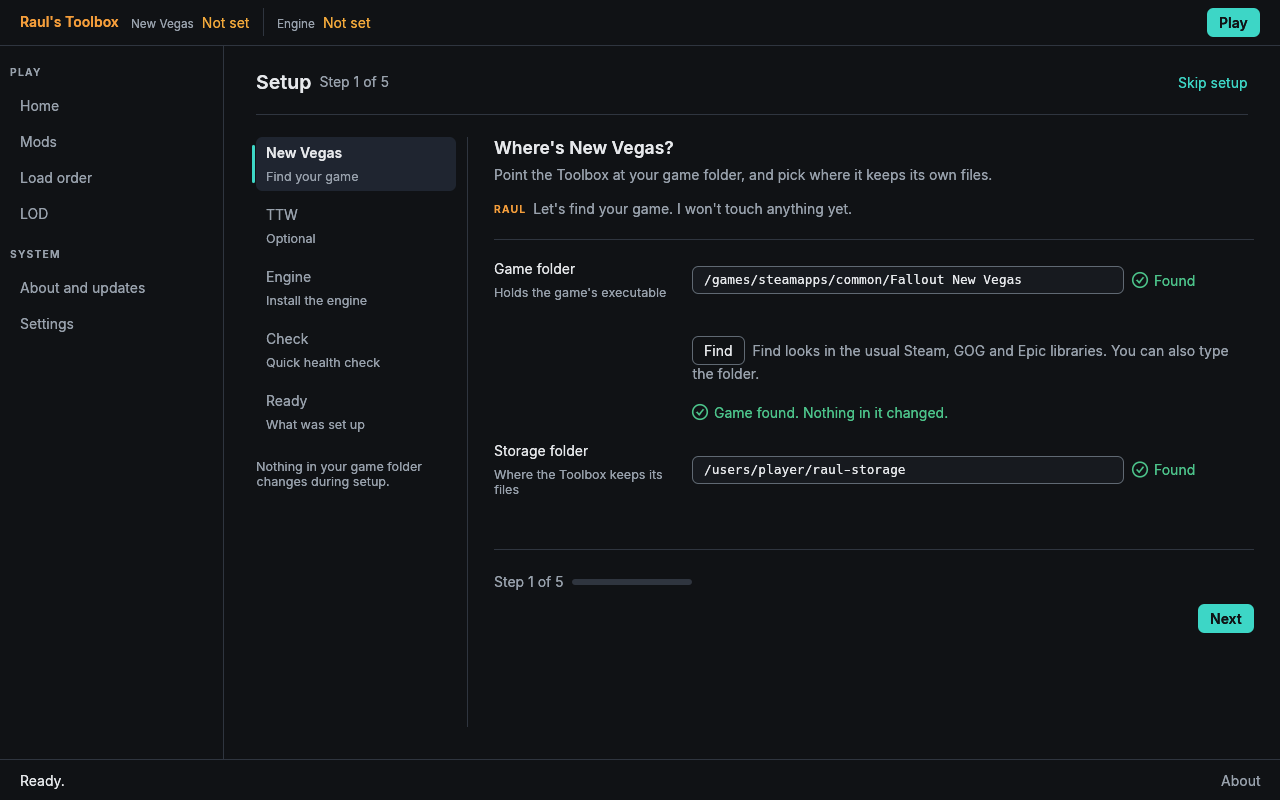 Raul's Toolbox New Vegas Not set Engine Not set Play
PLAY
Home
Mods
Load order
LOD
SYSTEM
About and updates
Settings
Setup Step 1 of 5 Skip setup
New Vegas
Find your game
TTW
Optional
Engine
Install the engine
Check
Quick health check
Ready
What was set up
Nothing in your game folder
changes during setup.
Where's New Vegas?
Point the Toolbox at your game folder, and pick where it keeps its own files.
RAUL Let's find your game. I won't touch anything yet.
Game folder
Holds the game's executable
/games/steamapps/common/Fallout New Vegas Found
Find Find looks in the usual Steam, GOG and Epic libraries. You can also type
the folder.
Game found. Nothing in it changed.
Storage folder
Where the Toolbox keeps its
files
/users/player/raul-storage Found
Step 1 of 5
Next
Ready. About